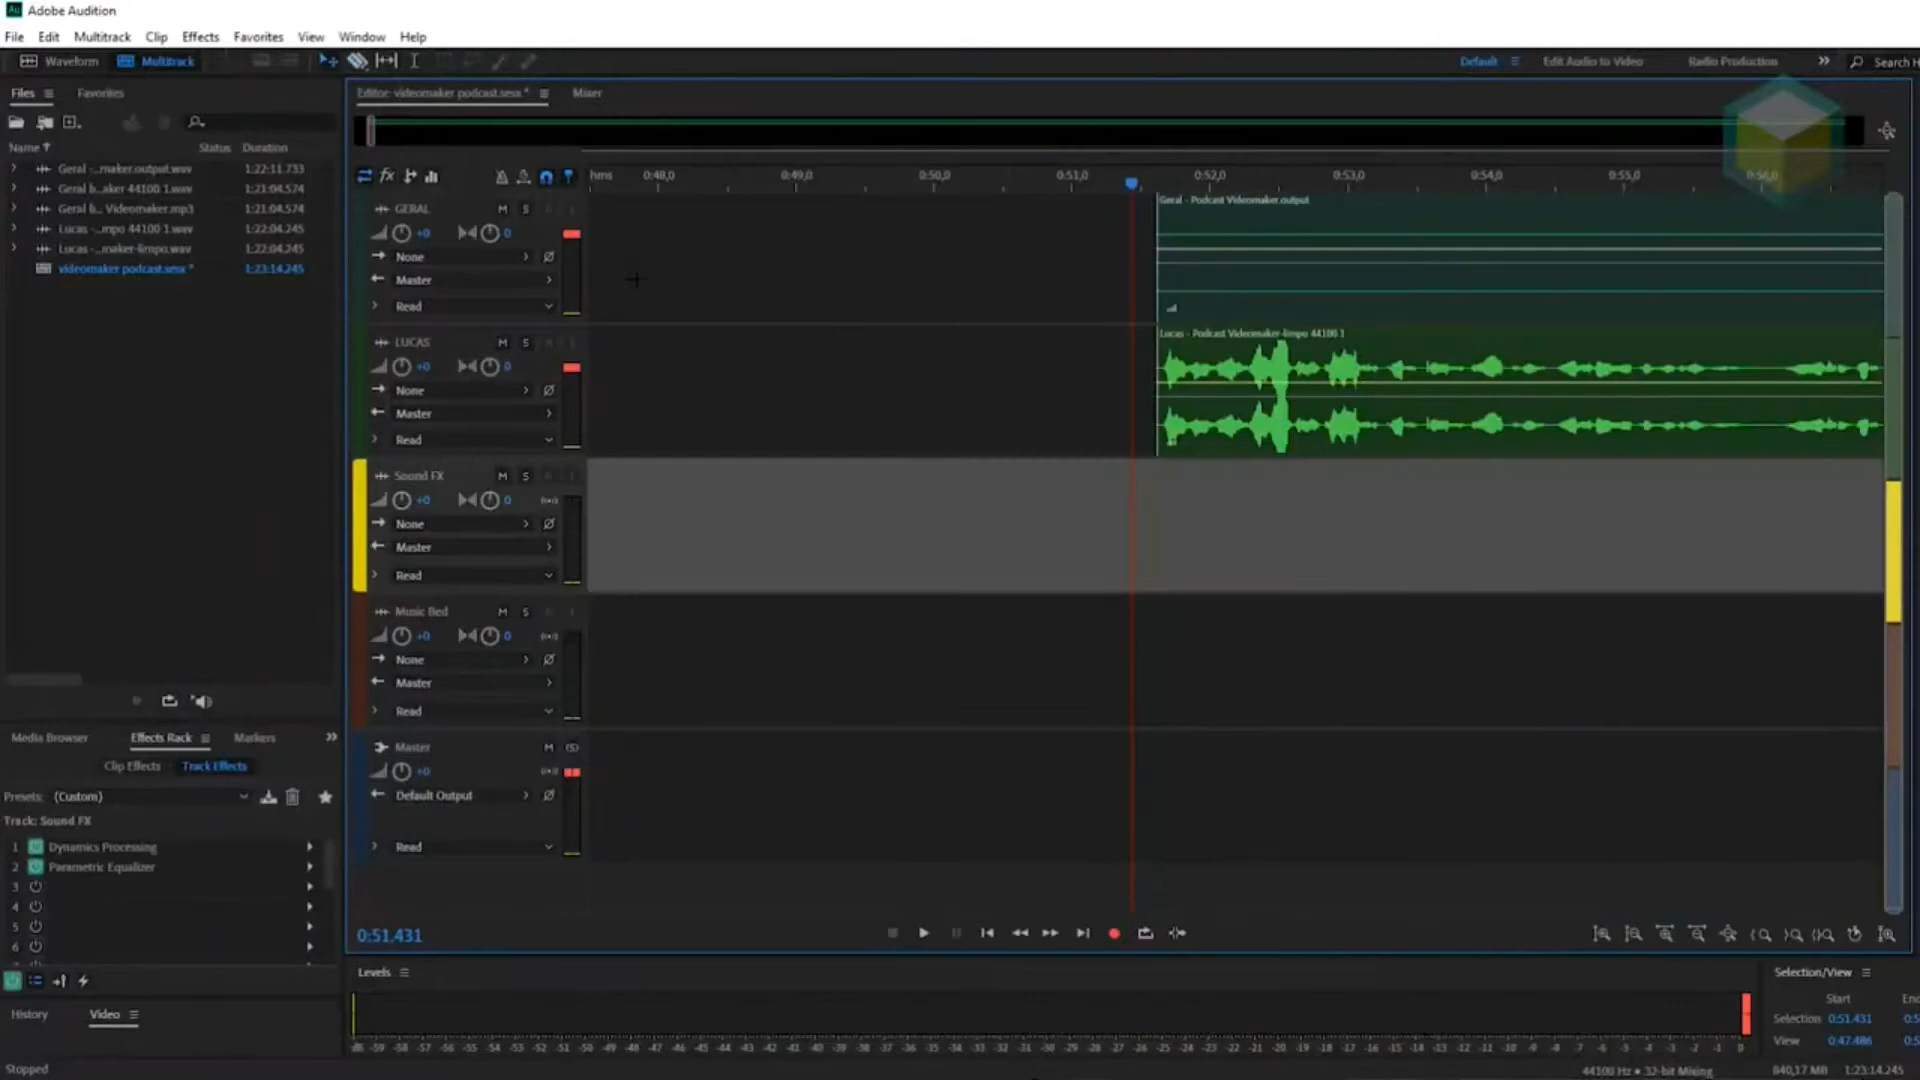 Adobe Audition
File Edit Multitrack Clip Effects Favorites View Window Help
Waveform Multitrack Default Edit Audio to Video Radio Production Search H
Files Favorites
Editor: videomaker podcast.sesx * Mixer
Name Status Duration
Geral -...maker.output.wav 1:22:11.733
Geral b...aker 44100 1.wav 1:21:04.574
Geral b... Videomaker.mp3 1:21:04.574
Lucas -...mpo 44100 1.wav 1:22:04.245
Lucas -...maker-limpo.wav 1:22:04.245
videomaker podcast.sesx * 1:23:14.245
fx hms 0:48,0 0:49,0 0:50,0 0:51,0 0:52,0 0:53,0 0:54,0 0:55,0 0:56,0
GERAL M S
+0 0
None
Master
Read
Geral - Podcast Videomaker.output
LUCAS M S
+0 0
None
Master
Read
Lucas - Podcast Videomaker-limpo 44100 1
Sound FX M S
+0 0
None
Master
Read
Music Bed M S
+0 0
None
Master
Read
Master M (S)
+0
Default Output
Read
Media Browser Effects Rack Markers
Clip Effects Track Effects
Presets: (Custom)
Track: Sound FX
1 Dynamics Processing
2 Parametric Equalizer
3
4
5
6
0:51.431
History Video
Levels
dB -59 -58 -57 -56 -55 -54 -53 -52 -51 -50 -49 -48 -47 -46 -45 -44 -43 -42 -41 -40 -39 -38 -37 -36 -35 -34 -33 -32 -31 -30 -29 -28 -27 -26 -25 -24 -23 -22 -21 -20 -19 -18 -17 -16 -15 -14 -13 -12 -11 -10 -9 -8 -7 -6 -5 -4 -3 -2 -1 0
Selection/View
Start
Selection 0:51.431
View 0:47.486
Stopped
44100 Hz • 32-bit Mixing 840,17 MB 1:23:14.245